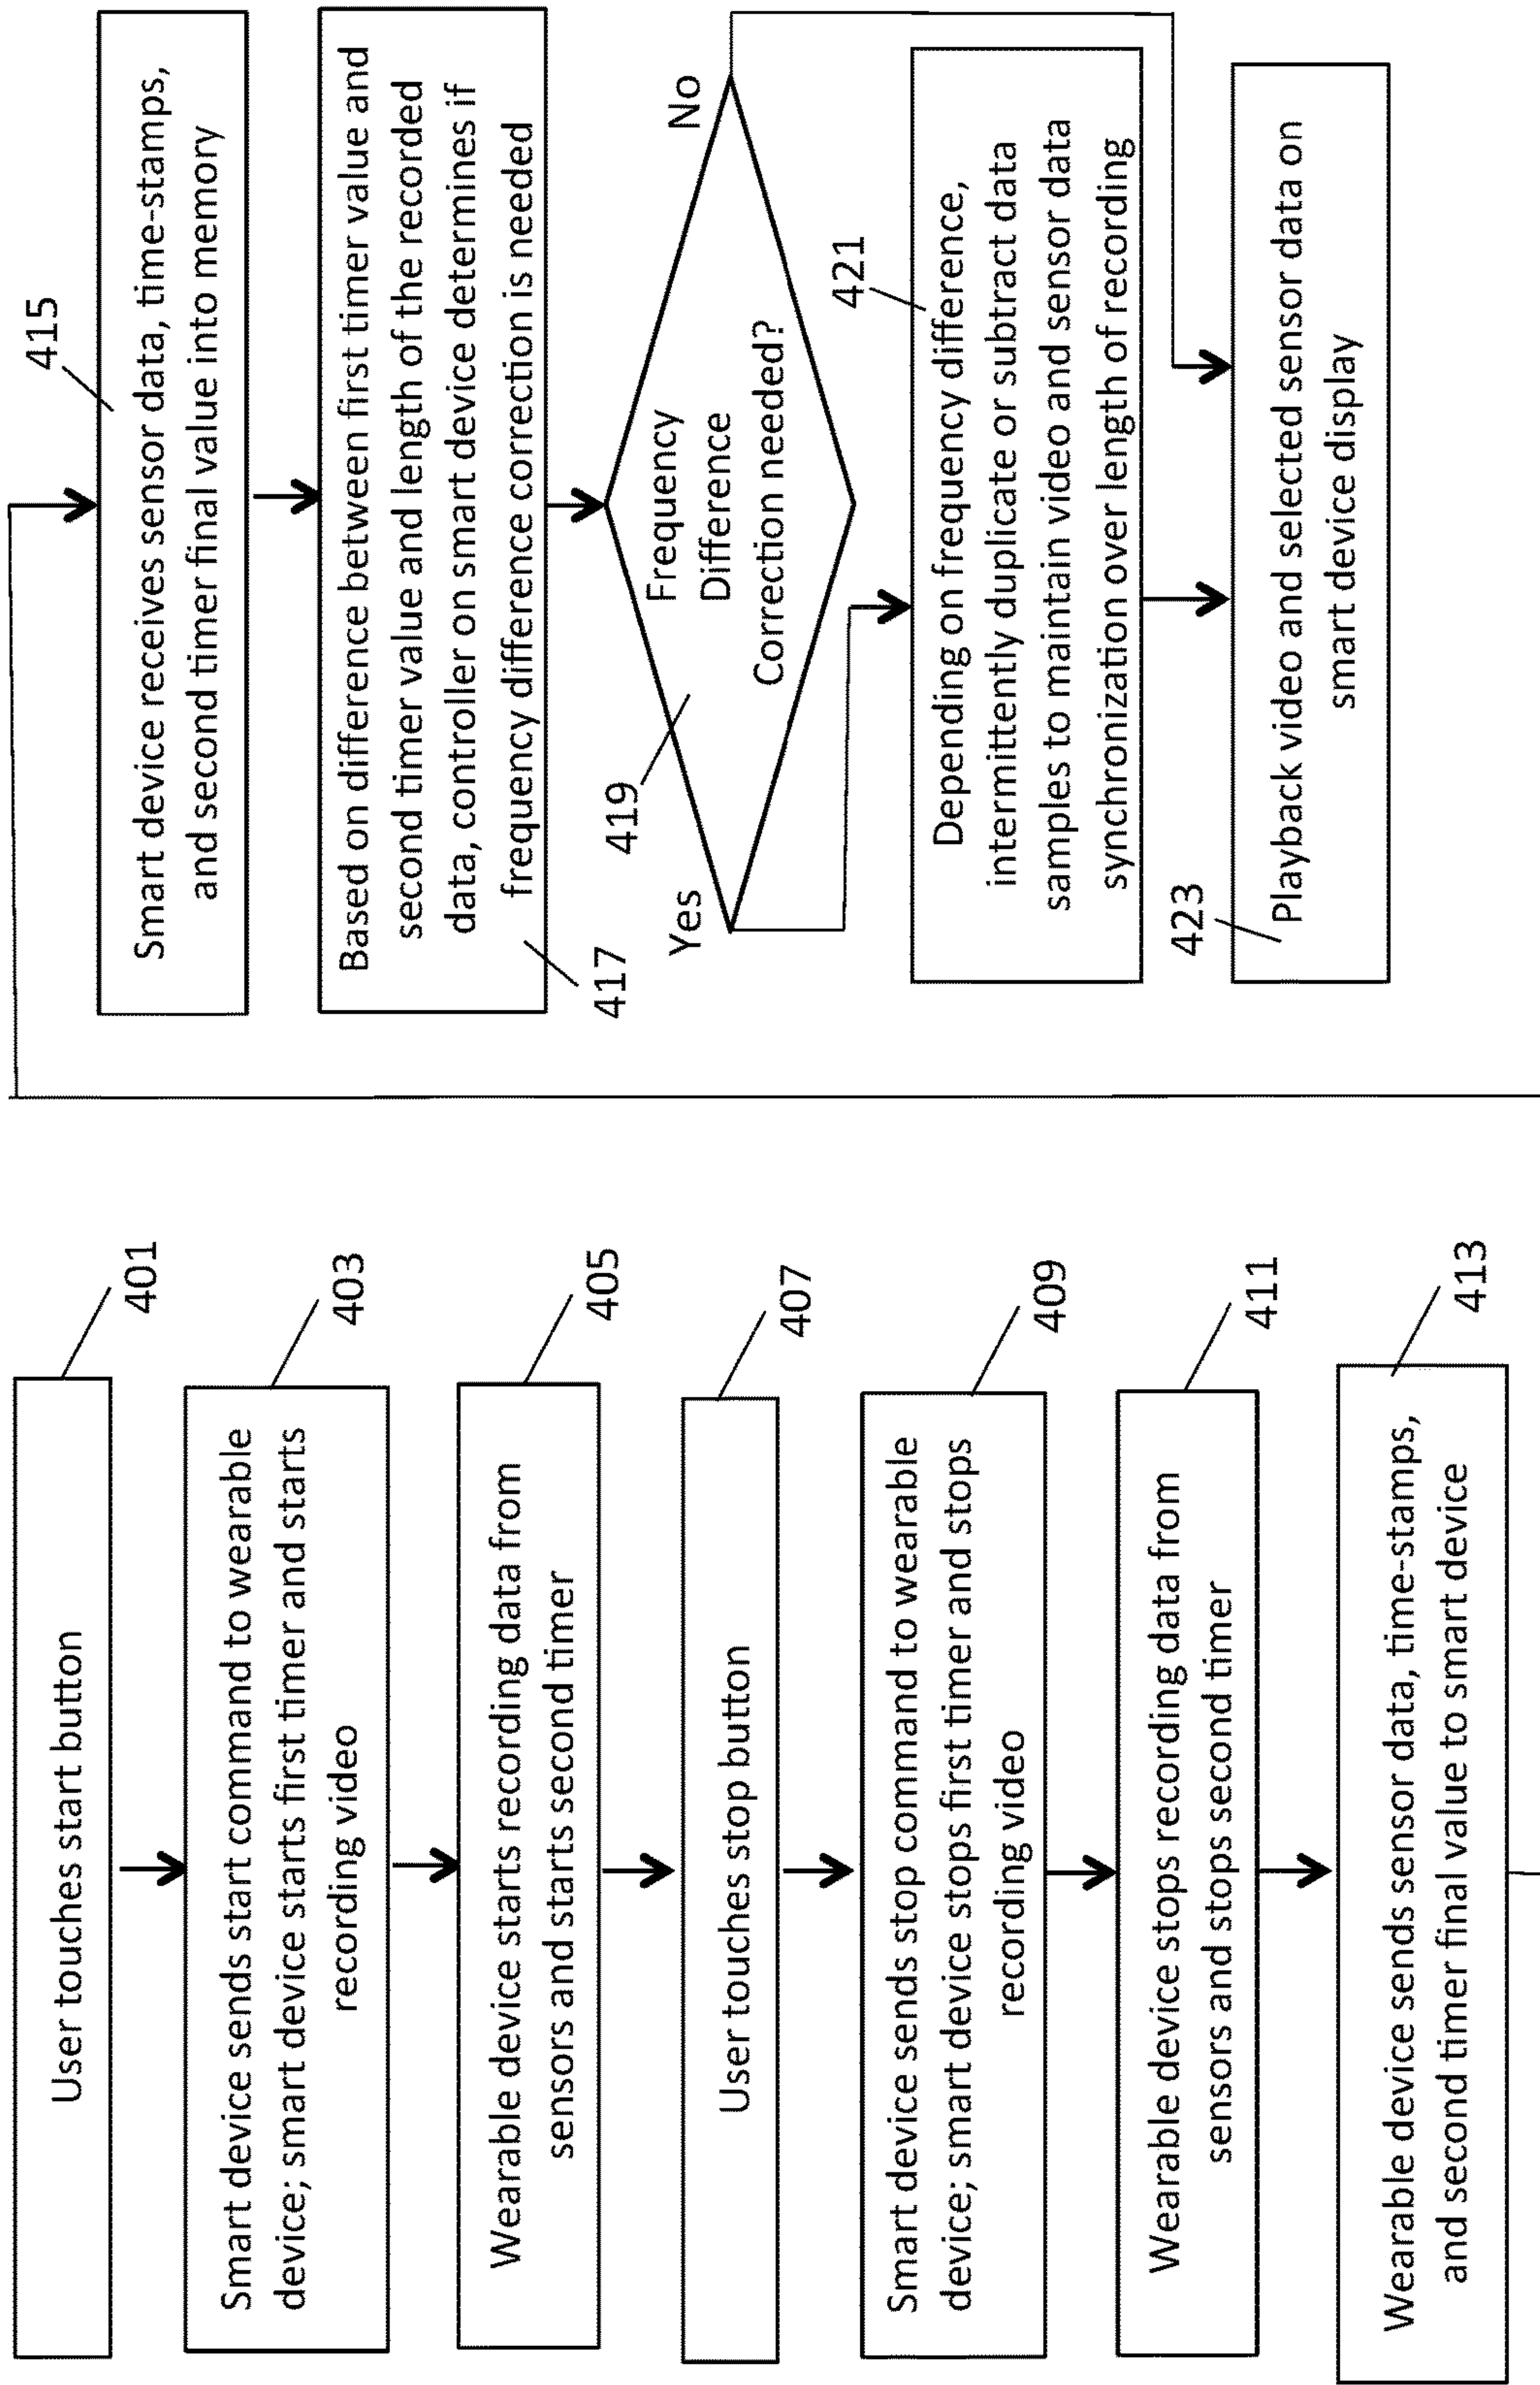 User touches start button
401
Smart device sends start command to wearable
device; smart device starts first timer and starts
recording video
403
Wearable device starts recording data from
sensors and starts second timer
405
User touches stop button
407
Smart device sends stop command to wearable
device; smart device stops first timer and stops
recording video
409
Wearable device stops recording data from
sensors and stops second timer
411
Wearable device sends sensor data, time-stamps,
and second timer final value to smart device
413
415
Smart device receives sensor data, time-stamps,
and second timer final value into memory
Based on difference between first timer value and
second timer value and length of the recorded
data, controller on smart device determines if
frequency difference correction is needed
417
Yes
No
419
Frequency
Difference
Correction needed?
421
Depending on frequency difference,
intermittently duplicate or subtract data
samples to maintain video and sensor data
synchronization over length of recording
423
Playback video and selected sensor data on
smart device display